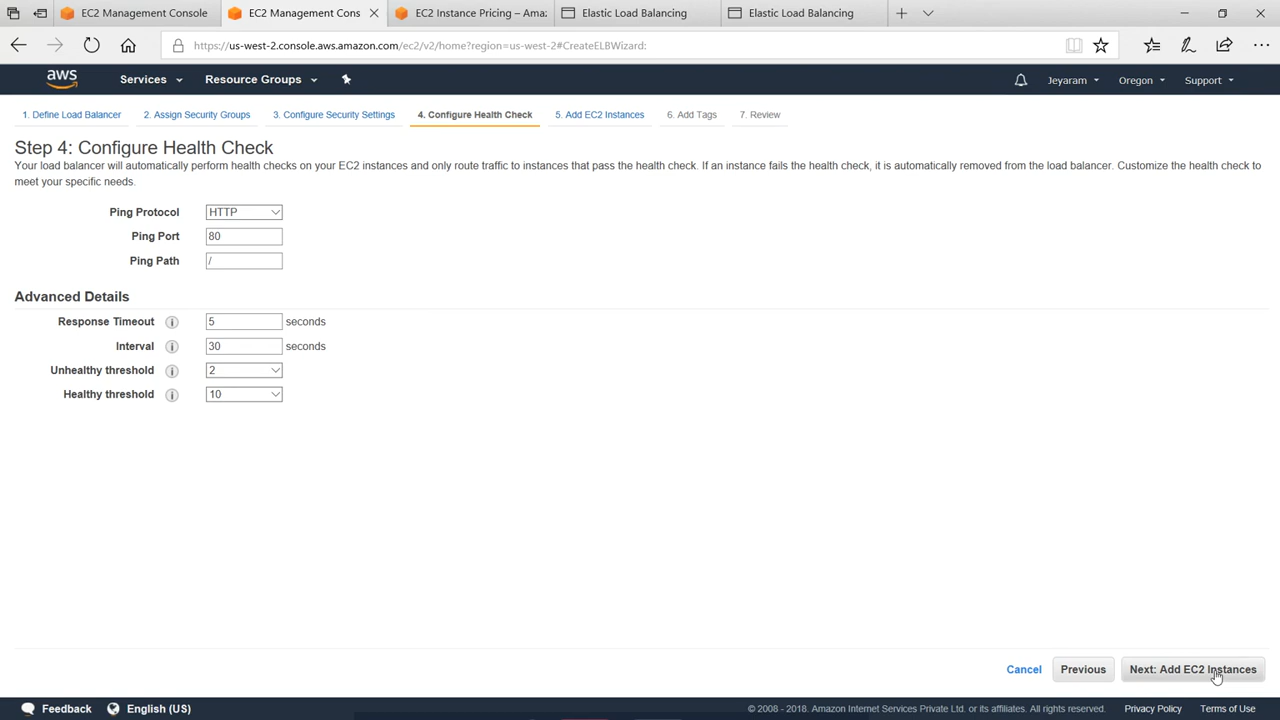 EC2 Management Console
EC2 Management Cons
EC2 Instance Pricing – Ama:
Elastic Load Balancing
Elastic Load Balancing
https://us-west-2.console.aws.amazon.com/ec2/v2/home?region=us-west-2#CreateELBWizard:
aws Services Resource Groups Jeyaram Oregon Support
1. Define Load Balancer 2. Assign Security Groups 3. Configure Security Settings 4. Configure Health Check 5. Add EC2 Instances 6. Add Tags 7. Review
Step 4: Configure Health Check
Your load balancer will automatically perform health checks on your EC2 instances and only route traffic to instances that pass the health check. If an instance fails the health check, it is automatically removed from the load balancer. Customize the health check to
meet your specific needs.
Ping Protocol HTTP
Ping Port 80
Ping Path /
Advanced Details
Response Timeout i 5 seconds
Interval i 30 seconds
Unhealthy threshold i 2
Healthy threshold i 10
Cancel Previous Next: Add EC2 Instances
Feedback English (US) © 2008 - 2018, Amazon Internet Services Private Ltd. or its affiliates. All rights reserved. Privacy Policy Terms of Use